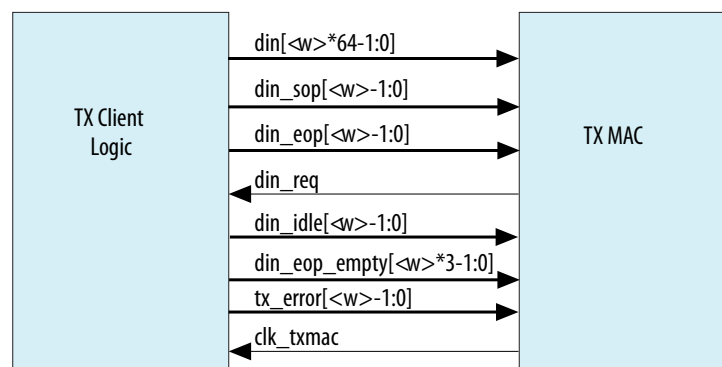 din[<w>*64-1:0]
din_sop[<w>-1:0]
TX Client
Logic
din_eop[<w>-1:0]
TX MAC
din_req
din_idle[<w>-1:0]
din_eop_empty[<w>*3-1:0]
tx_error[<w>-1:0]
clk_txmac